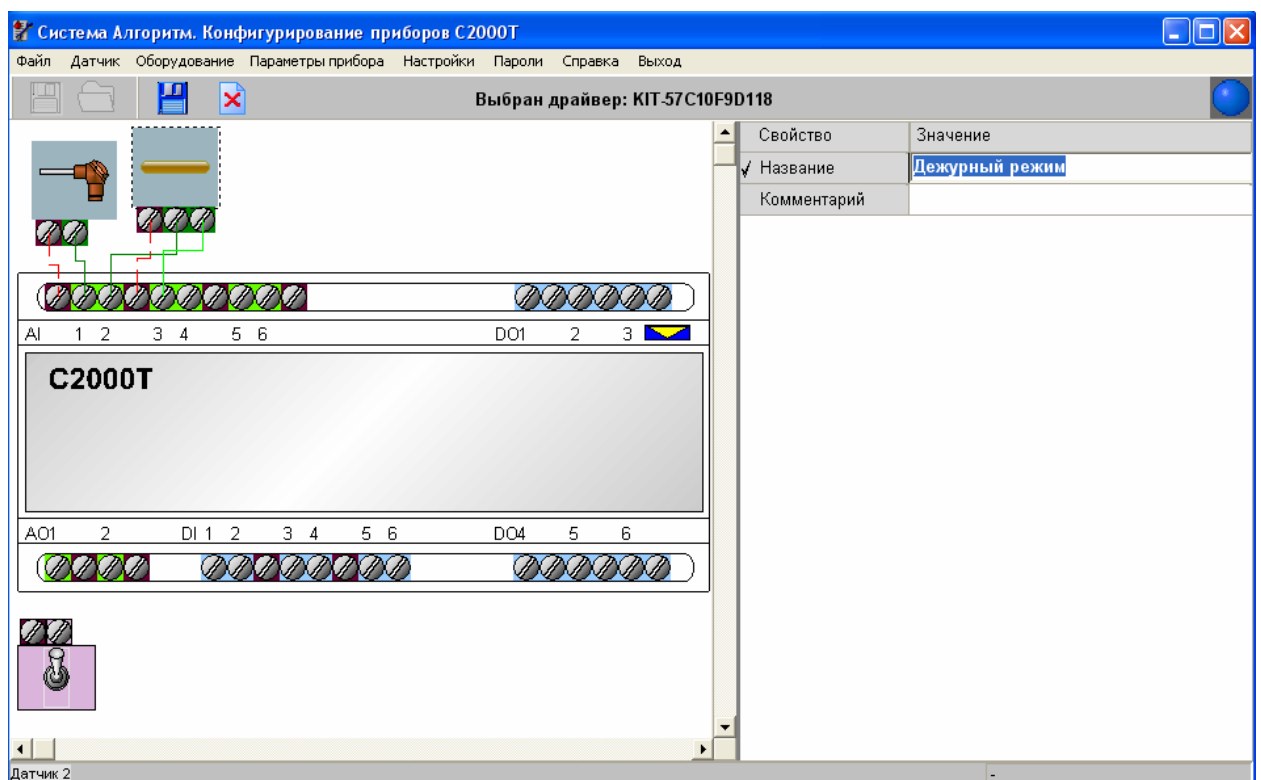 Система Алгоритм. Конфигурирование приборов С2000Т
Файл Датчик Оборудование Параметры прибора Настройки Пароли Справка Выход
Выбран драйвер: KIT-57C10F9D118
Свойство Значение
Название Дежурный режим
Комментарий
AI 1 2 3 4 5 6 DO1 2 3
C2000T
AO1 2 DI 1 2 3 4 5 6 DO4 5 6
Датчик 2 -